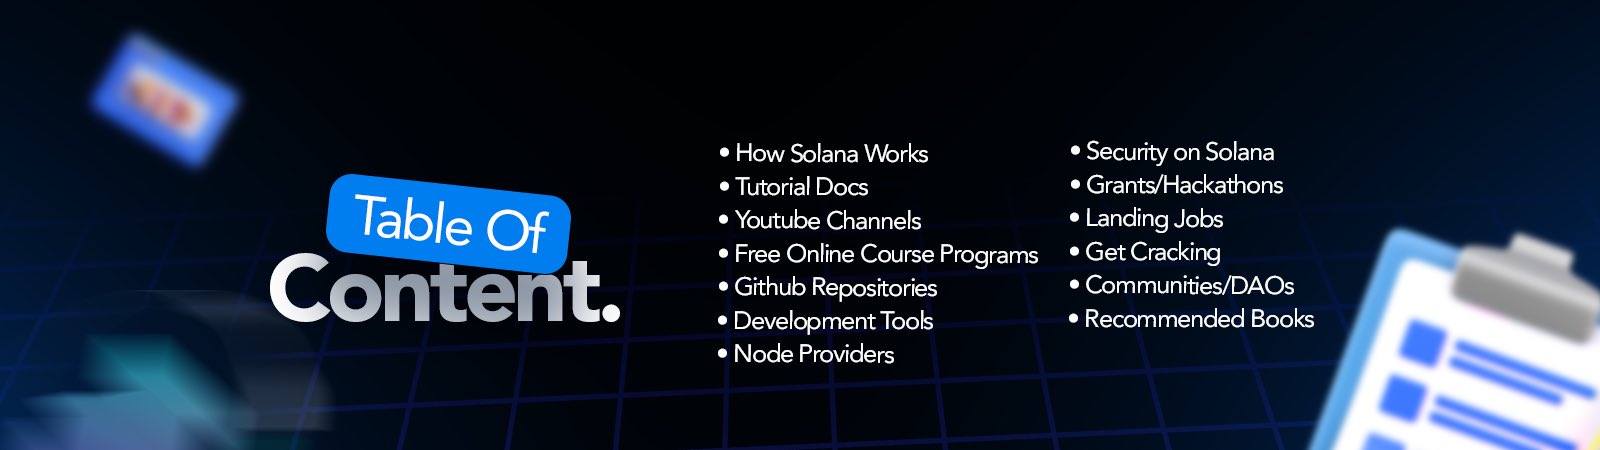 Table Of
Content.
• How Solana Works
• Tutorial Docs
• Youtube Channels
• Free Online Course Programs
• Github Repositories
• Development Tools
• Node Providers
• Security on Solana
• Grants/Hackathons
• Landing Jobs
• Get Cracking
• Communities/DAOs
• Recommended Books